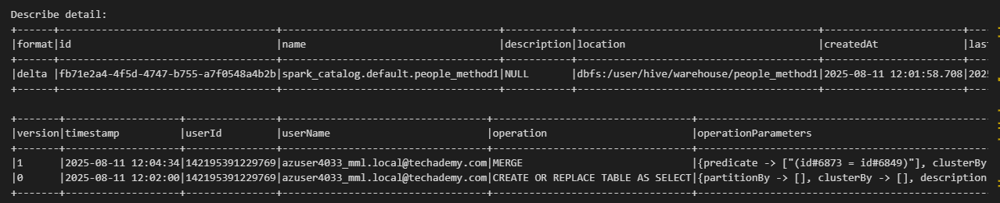 Describe detail:
+------+------------------------------------+------------------------------------+-----------+----------------------------------------+-----------------------+----
|format|id                                  |name                                |description|location                                |createdAt              |las
+------+------------------------------------+------------------------------------+-----------+----------------------------------------+-----------------------+----
|delta |fb71e2a4-4f5d-4747-b755-a7f0548a4b2b|spark_catalog.default.people_method1|NULL       |dbfs:/user/hive/warehouse/people_method1|2025-08-11 12:01:58.708|202
+------+------------------------------------+------------------------------------+-----------+----------------------------------------+-----------------------+----
+-------+-------------------+---------------+----------------------------------+---------------------------------+------------------------------------------------
|version|timestamp          |userId         |userName                          |operation                        |operationParameters
+-------+-------------------+---------------+----------------------------------+---------------------------------+------------------------------------------------
|1      |2025-08-11 12:04:34|142195391229769|azuser4033_mml.local@techademy.com|MERGE                            |{predicate -> ["(id#6873 = id#6849)"], clusterBy
|0      |2025-08-11 12:02:00|142195391229769|azuser4033_mml.local@techademy.com|CREATE OR REPLACE TABLE AS SELECT|{partitionBy -> [], clusterBy -> [], description
+-------+-------------------+---------------+----------------------------------+---------------------------------+------------------------------------------------